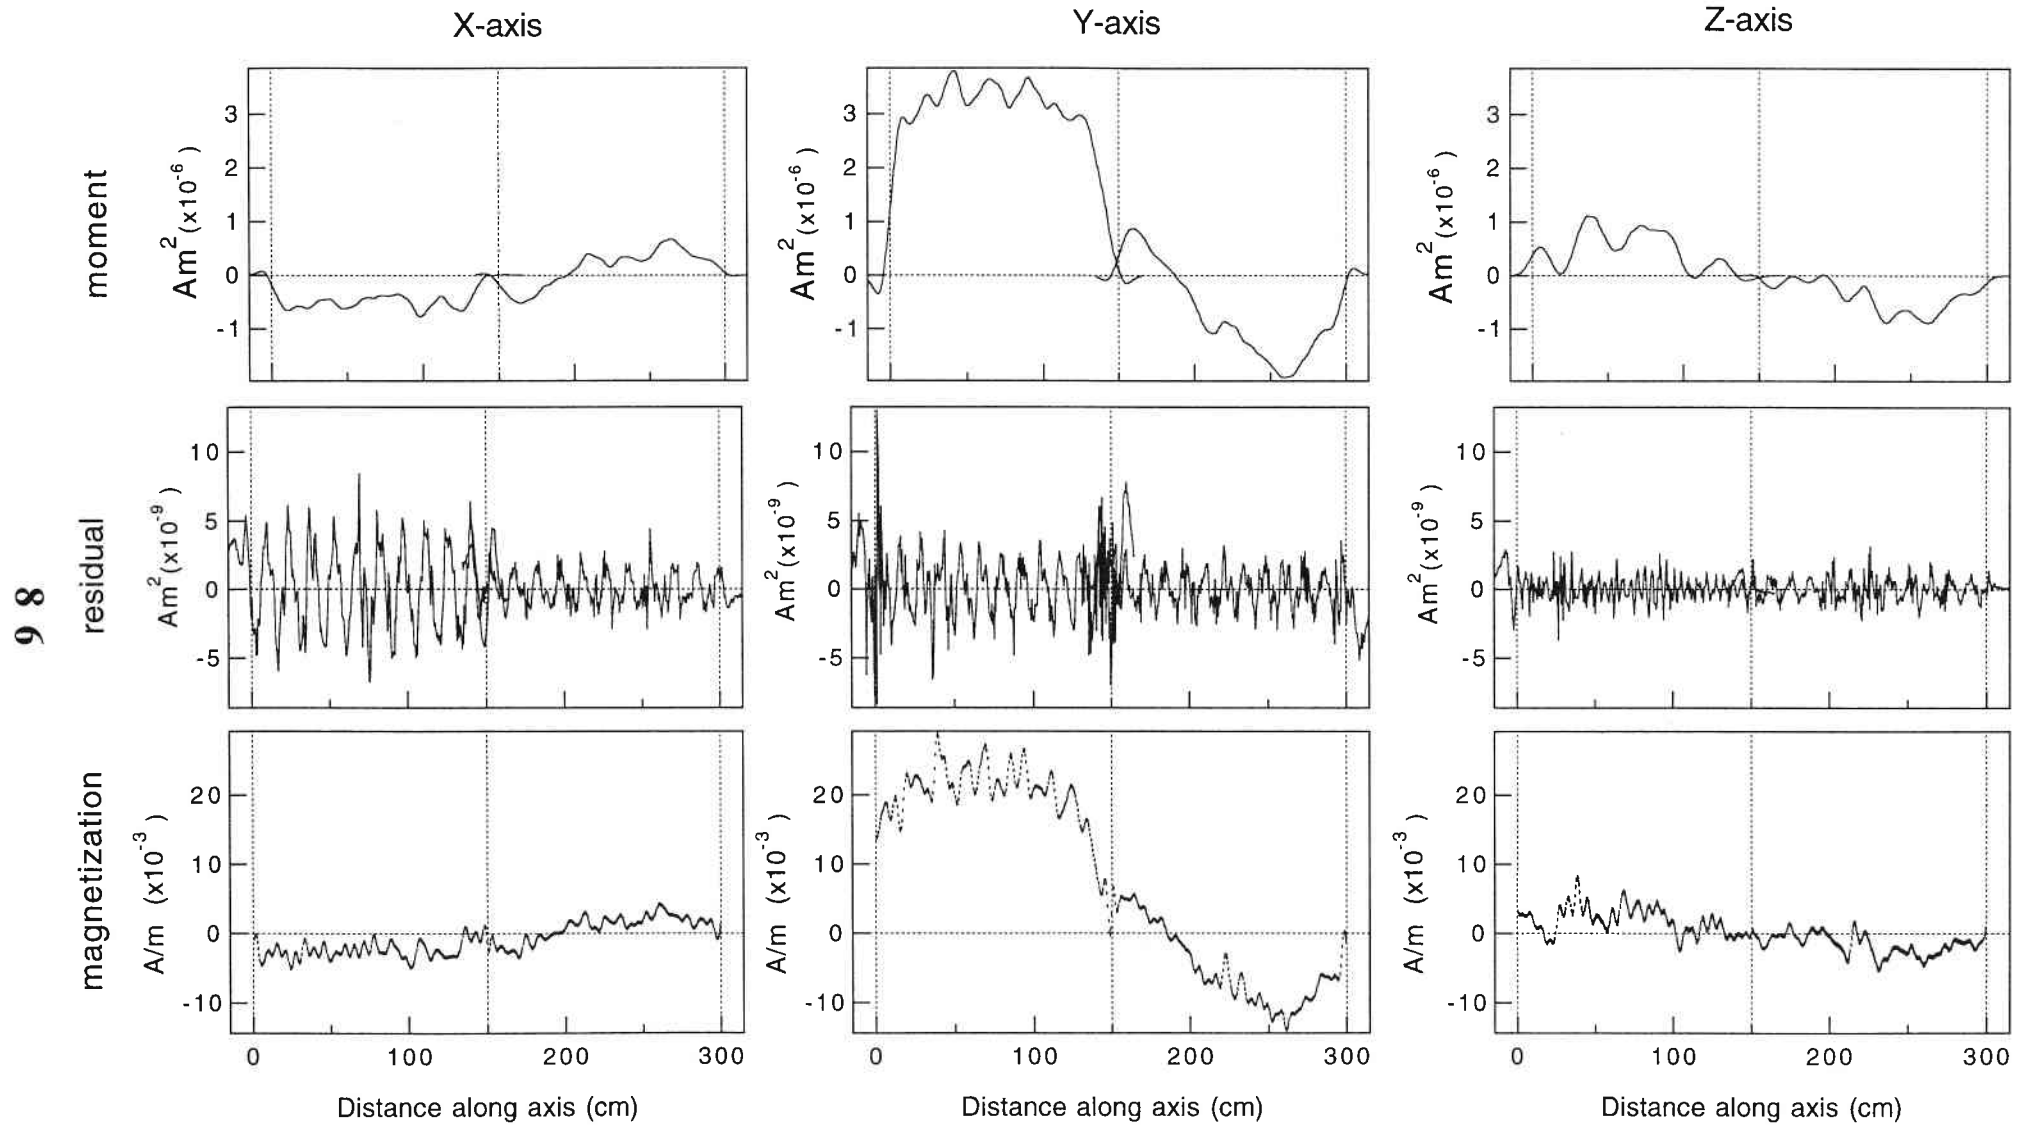 X-axis Y-axis Z-axis
moment
Am² (x10⁻⁶)
3
2
1
0
-1
Am² (x10⁻⁶)
3
2
1
0
-1
Am² (x10⁻⁶)
3
2
1
0
-1
98
residual
Am² (x10⁻⁹)
10
5
0
-5
Am² (x10⁻⁹)
10
5
0
-5
Am² (x10⁻⁹)
10
5
0
-5
magnetization
A/m (x10⁻³)
20
10
0
-10
A/m (x10⁻³)
20
10
0
-10
A/m (x10⁻³)
20
10
0
-10
0 100 200 300 0 100 200 300 0 100 200 300
Distance along axis (cm) Distance along axis (cm) Distance along axis (cm)